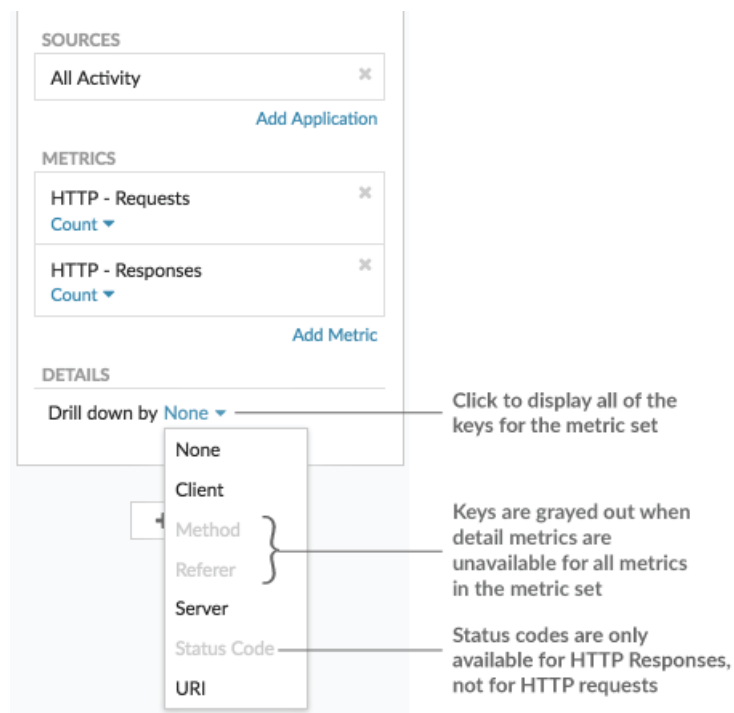 SOURCES
All Activity
Add Application
METRICS
HTTP - Requests
Count
HTTP - Responses
Count
Add Metric
DETAILS
Drill down by None
Click to display all of the
keys for the metric set
None
Client
Method
Referer
Server
Status Code
URI
Keys are grayed out when
detail metrics are
unavailable for all metrics
in the metric set
Status codes are only
available for HTTP Responses,
not for HTTP requests